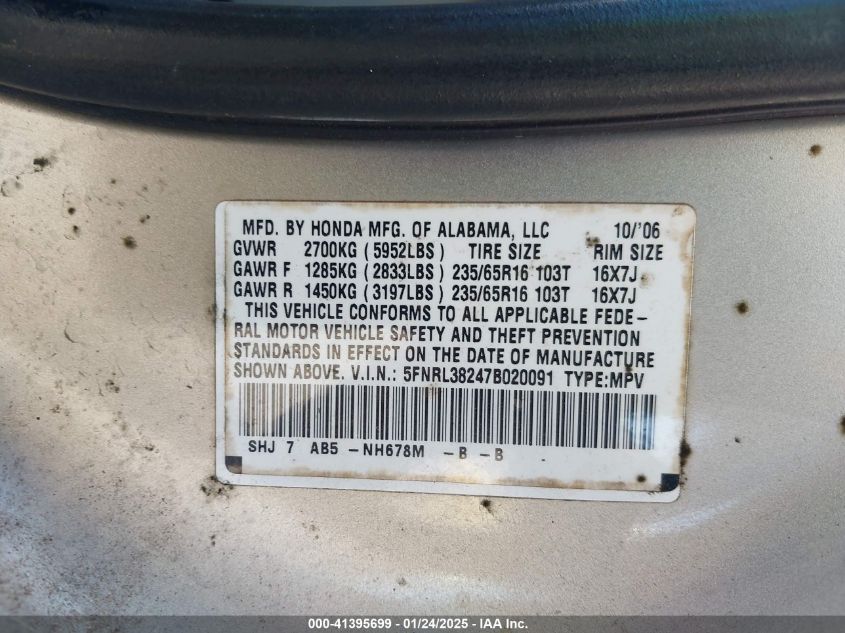 MFD. BY HONDA MFG. OF ALABAMA, LLC 10/'06
GVWR 2700KG (5952LBS) TIRE SIZE RIM SIZE
GAWR F 1285KG (2833LBS) 235/65R16 103T 16X7J
GAWR R 1450KG (3197LBS) 235/65R16 103T 16X7J
THIS VEHICLE CONFORMS TO ALL APPLICABLE FEDE-
RAL MOTOR VEHICLE SAFETY AND THEFT PREVENTION
STANDARDS IN EFFECT ON THE DATE OF MANUFACTURE
SHOWN ABOVE. V.I.N.: 5FNRL38247B020091 TYPE:MPV
SHJ 7 AB5 -NH678M -B -B
000-41395699 - 01/24/2025 - IAA Inc.